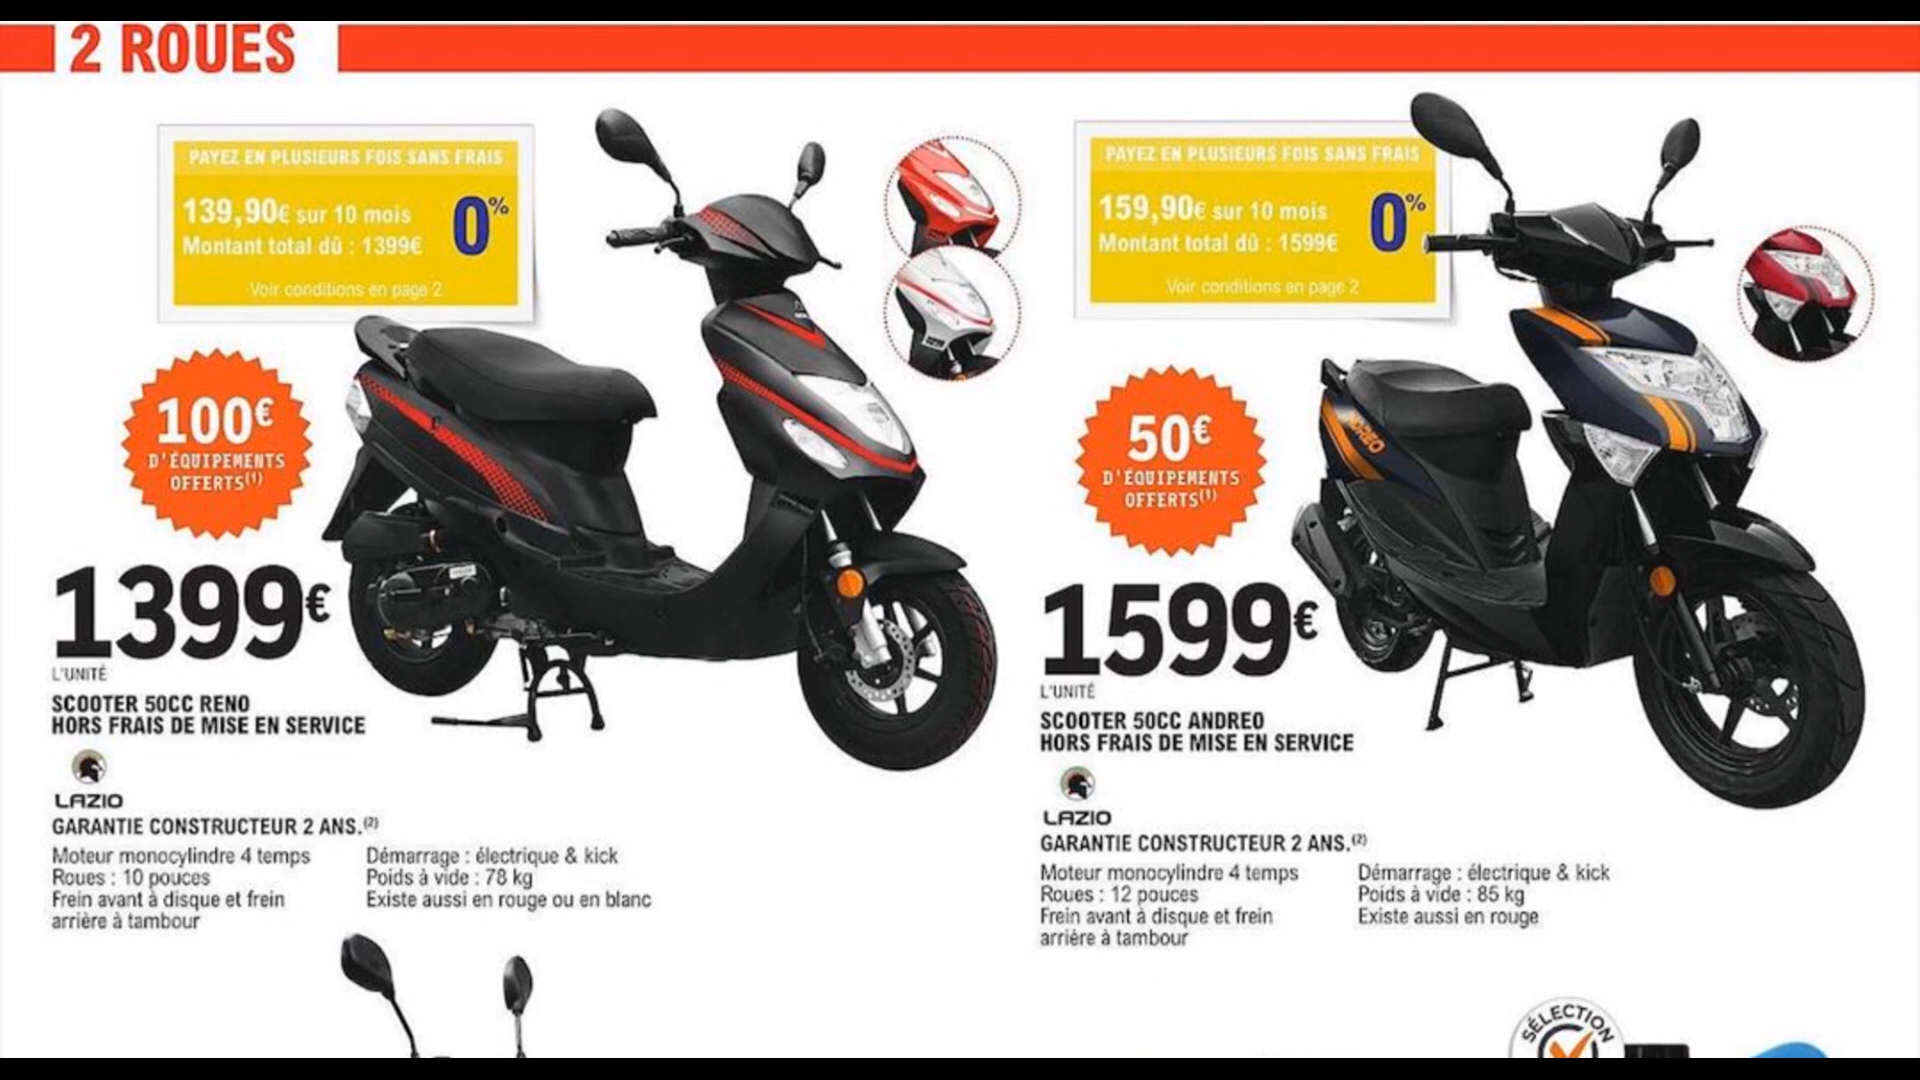 2 ROUES
PAYEZ EN PLUSIEURS FOIS SANS FRAIS
139,90€ sur 10 mois
Montant total dû : 1399€
0%
Voir conditions en page 2
100€
D'ÉQUIPEMENTS
OFFERTS(1)
1399€
L'UNITÉ
SCOOTER 50CC RENO
HORS FRAIS DE MISE EN SERVICE
LAZIO
GARANTIE CONSTRUCTEUR 2 ANS.(2)
Moteur monocylindre 4 temps
Roues : 10 pouces
Frein avant à disque et frein
arrière à tambour
Démarrage : électrique & kick
Poids à vide : 78 kg
Existe aussi en rouge ou en blanc
PAYEZ EN PLUSIEURS FOIS SANS FRAIS
159,90€ sur 10 mois
Montant total dû : 1599€
0%
Voir conditions en page 2
50€
D'ÉQUIPEMENTS
OFFERTS(1)
ANDREO
1599€
L'UNITÉ
SCOOTER 50CC ANDREO
HORS FRAIS DE MISE EN SERVICE
LAZIO
GARANTIE CONSTRUCTEUR 2 ANS.(2)
Moteur monocylindre 4 temps
Roues : 12 pouces
Frein avant à disque et frein
arrière à tambour
Démarrage : électrique & kick
Poids à vide : 85 kg
Existe aussi en rouge
SÉLECTION